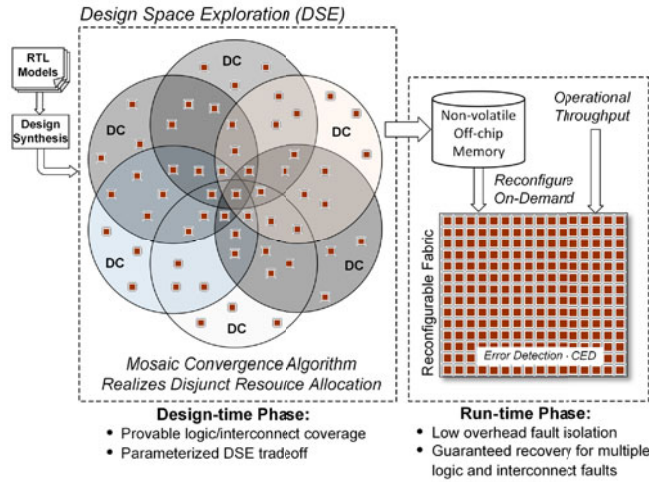 Design Space Exploration (DSE)
RTL
Models
Design
Synthesis
DC
DC
DC
DC
DC
DC
Mosaic Convergence Algorithm
Realizes Disjunct Resource Allocation
Non-volatile
Off-chip
Memory
Operational
Throughput
Reconfigure
On-Demand
Reconfigurable Fabric
Error Detection - CED
Design-time Phase:
• Provable logic/interconnect coverage
• Parameterized DSE tradeoff
Run-time Phase:
• Low overhead fault isolation
• Guaranteed recovery for multiple
logic and interconnect faults